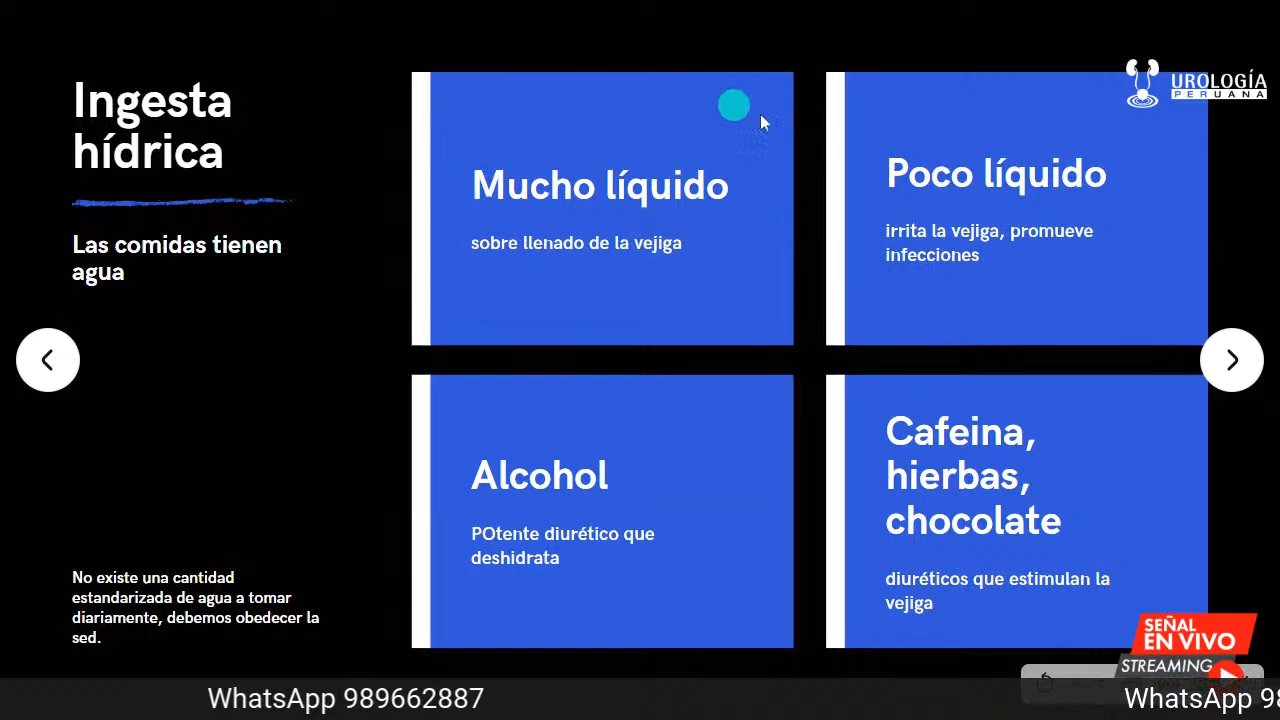 Ingesta
hídrica
Las comidas tienen
agua
No existe una cantidad
estandarizada de agua a tomar
diariamente, debemos obedecer la
sed.
Mucho líquido
sobre llenado de la vejiga
Poco líquido
irrita la vejiga, promueve
infecciones
Alcohol
POtente diurético que
deshidrata
Cafeina,
hierbas,
chocolate
diuréticos que estimulan la
vejiga
UROLOGÍA
PERUANA
SEÑAL
EN VIVO
STREAMING
WhatsApp 989662887
WhatsApp 98